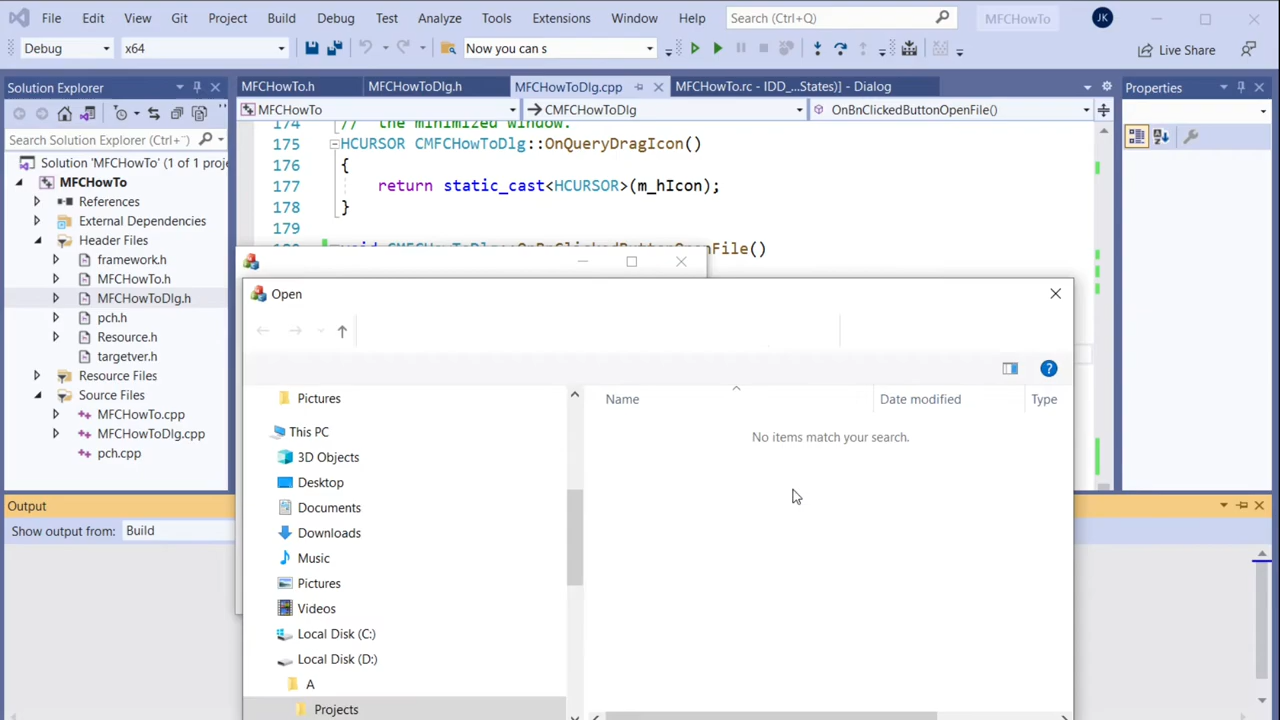 File Edit View Git Project Build Debug Test Analyze Tools Extensions Window Help Search (Ctrl+Q) MFCHowTo JK
Debug x64 Now you can s Live Share
Solution Explorer MFCHowTo.h MFCHowToDlg.h MFCHowToDlg.cpp MFCHowTo.rc - IDD_...States)] - Dialog Properties
MFCHowTo CMFCHowToDlg OnBnClickedButtonOpenFile()
Search Solution Explorer (Ctrl+')
Solution 'MFCHowTo' (1 of 1 proje
MFCHowTo
References
External Dependencies
Header Files
framework.h
MFCHowTo.h
MFCHowToDlg.h
pch.h
Resource.h
targetver.h
Resource Files
Source Files
MFCHowTo.cpp
MFCHowToDlg.cpp
pch.cpp
174 // the minimized window.
175 HCURSOR CMFCHowToDlg::OnQueryDragIcon()
176 {
177 return static_cast<HCURSOR>(m_hIcon);
178 }
179
180 void CMFCHowToDlg::OnBnClickedButtonOpenFile()
Open
Name Date modified Type
No items match your search.
Pictures
This PC
3D Objects
Desktop
Documents
Downloads
Music
Pictures
Videos
Local Disk (C:)
Local Disk (D:)
A
Projects
Output
Show output from: Build